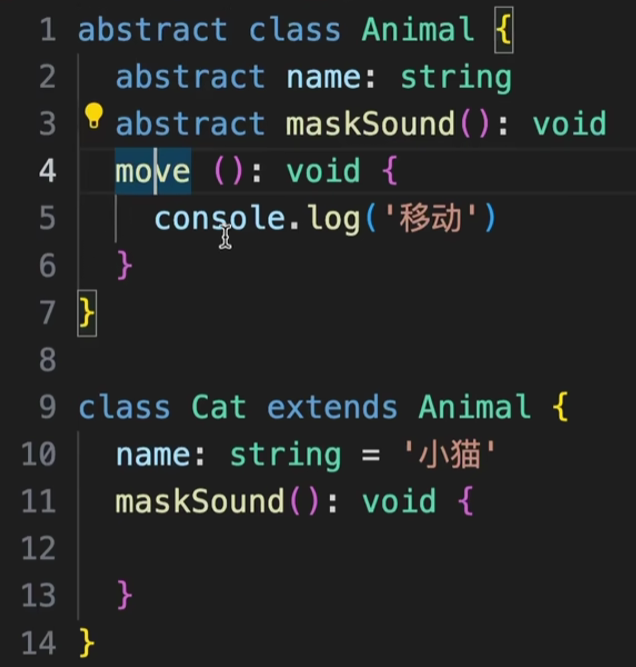 1 abstract class Animal {
2   abstract name: string
3   abstract maskSound(): void
4   move (): void {
5     console.log('移动')
6   }
7 }
8
9 class Cat extends Animal {
10   name: string = '小猫'
11   maskSound(): void {
12
13   }
14 }